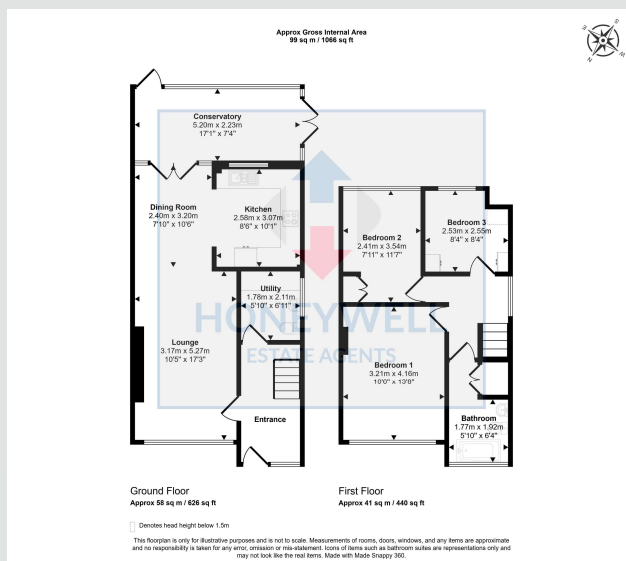 Approx Gross Internal Area
99 sq m / 1066 sq ft
S
E
W
N
Conservatory
5.20m x 2.23m
17'1" x 7'4"
Dining Room
2.40m x 3.20m
7'10" x 10'6"
Kitchen
2.58m x 3.07m
8'6" x 10'1"
Utility
1.78m x 2.11m
5'10" x 6'11"
Lounge
3.17m x 5.27m
10'5" x 17'3"
Entrance
Bedroom 2
2.41m x 3.54m
7'11" x 11'7"
Bedroom 3
2.53m x 2.55m
8'4" x 8'4"
Bedroom 1
3.21m x 4.16m
10'6" x 13'8"
Bathroom
1.77m x 1.92m
5'10" x 6'4"
HONEYWELL
ESTATE AGENTS
Ground Floor
Approx 58 sq m / 626 sq ft
First Floor
Approx 41 sq m / 440 sq ft
Denotes head height below 1.5m
This floorplan is only for illustrative purposes and is not to scale. Measurements of rooms, doors, windows, and any items are approximate
and no responsibility is taken for any error, omission or mis-statement. Icons of items such as bathroom suites are representations only and
may not look like the real items. Made with Made Snappy 360.